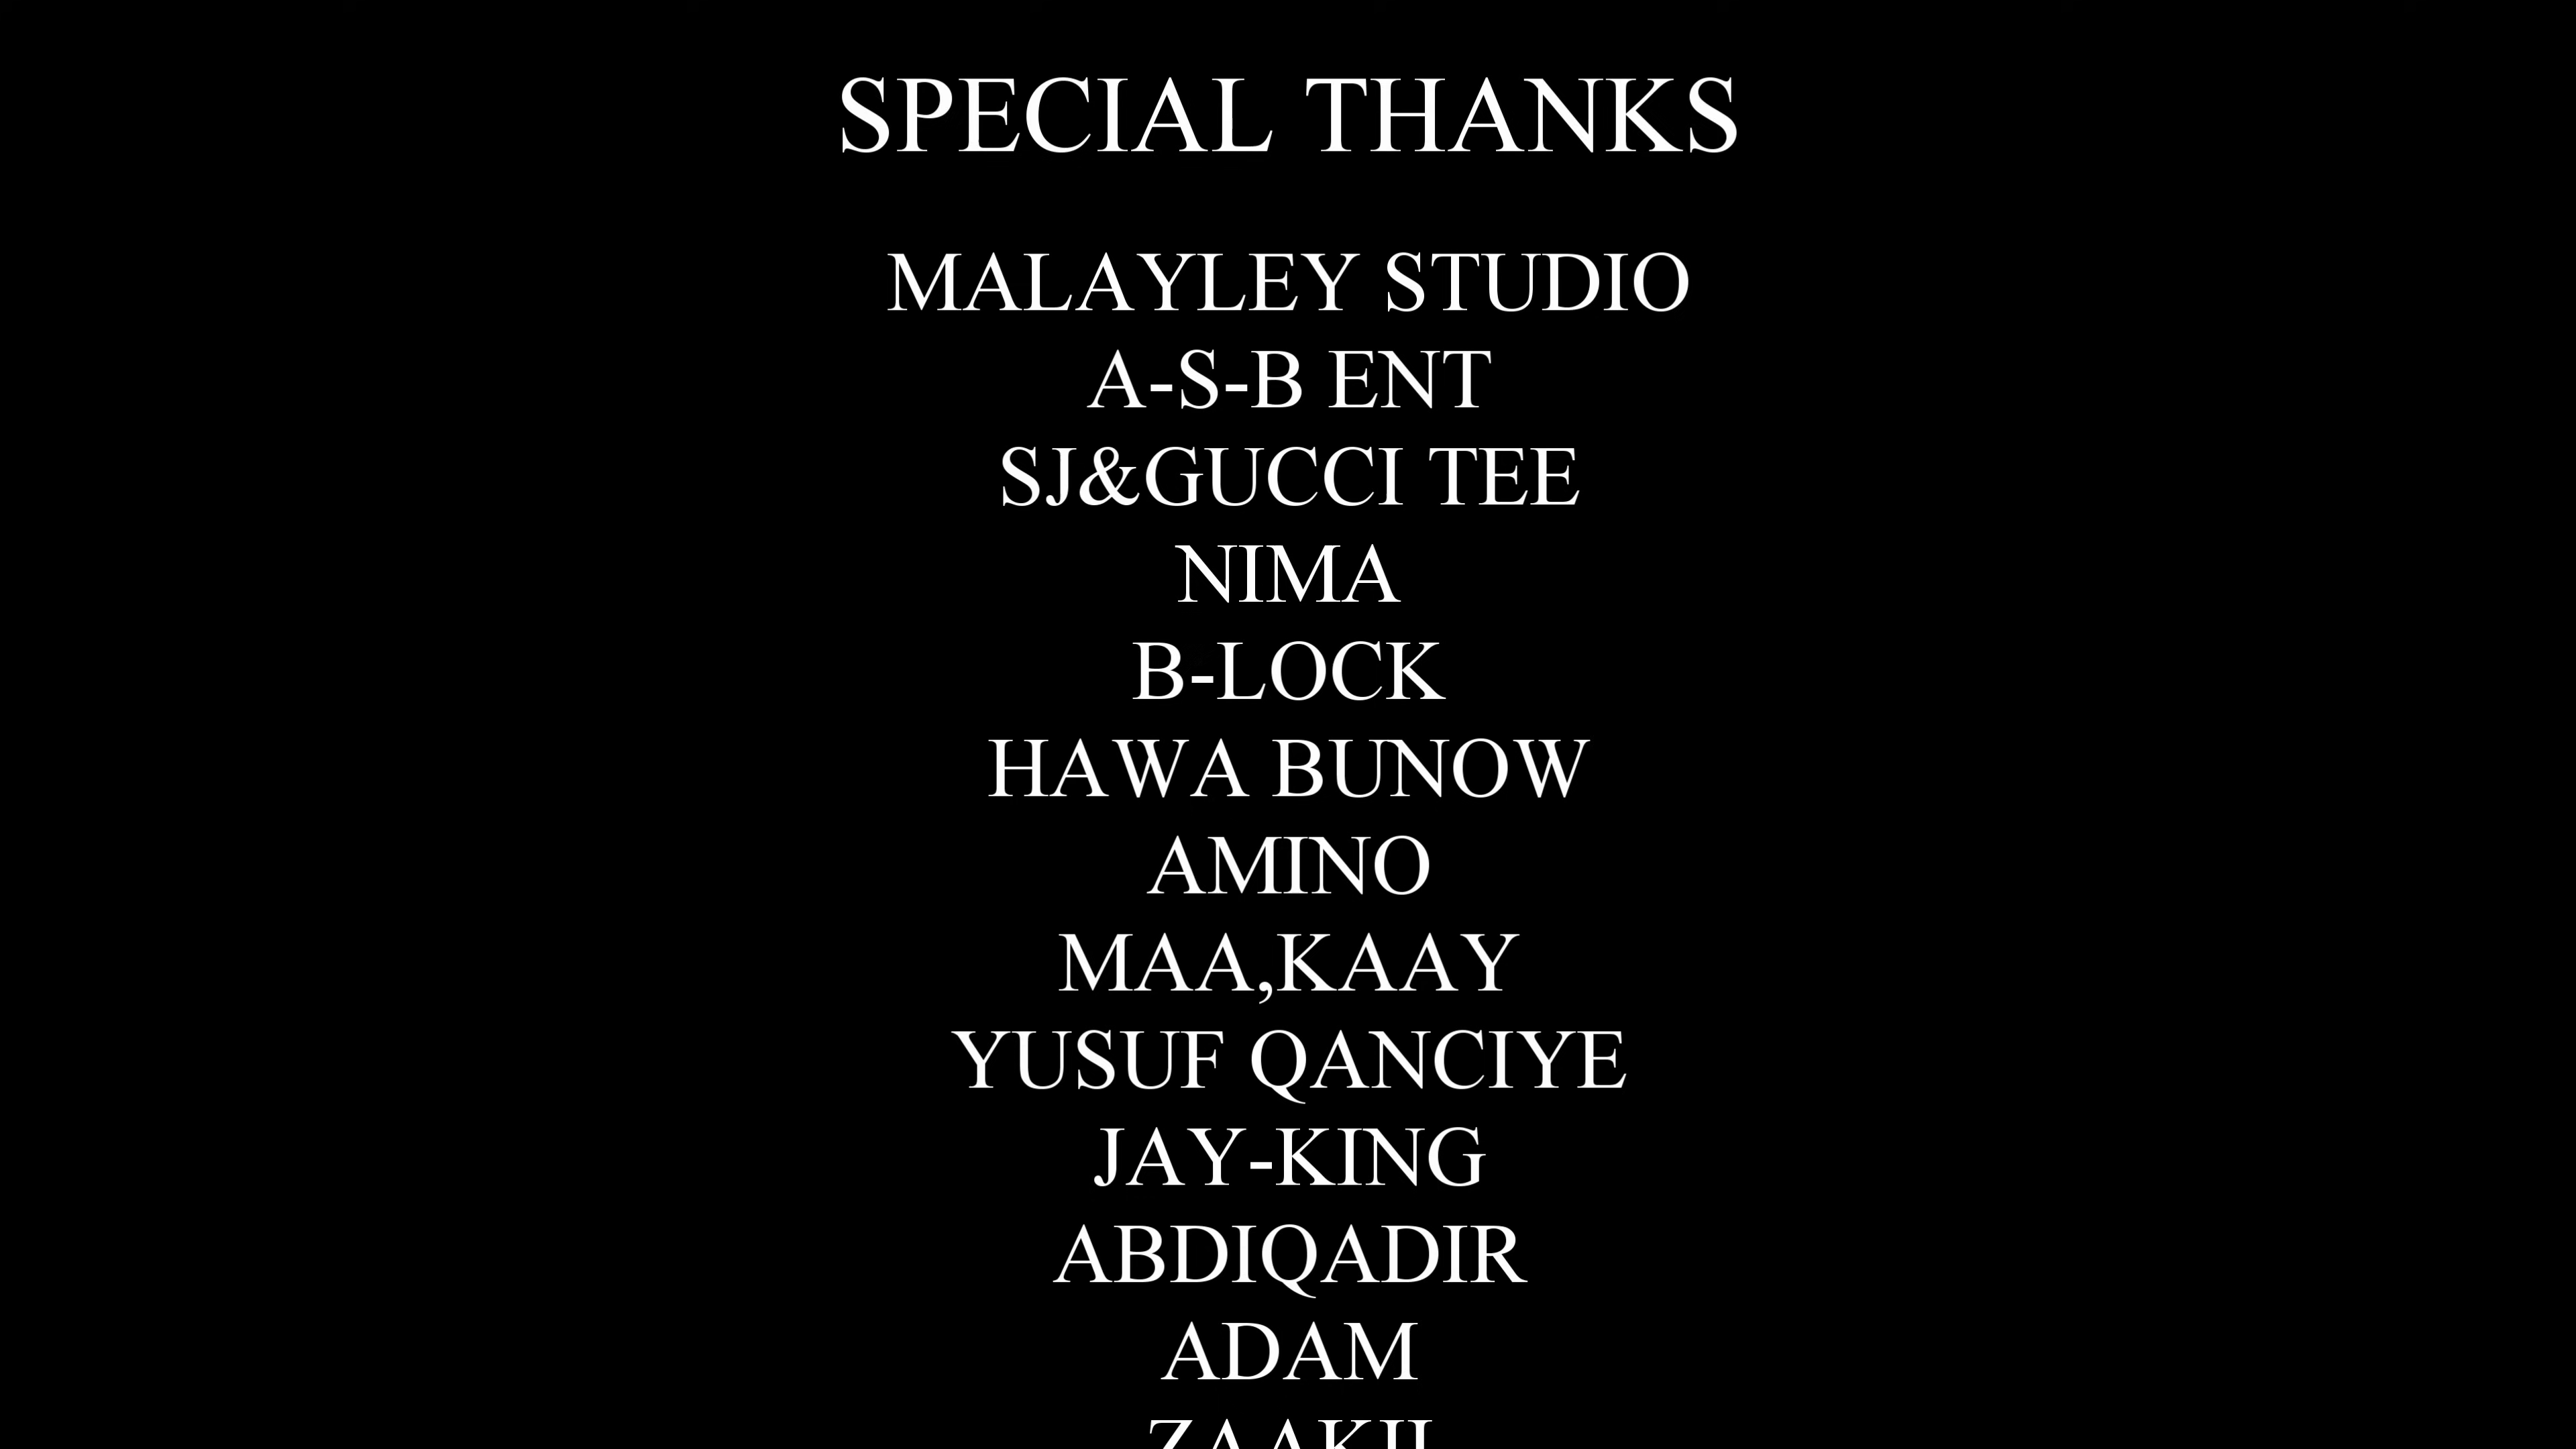 SPECIAL THANKS
MALAYLEY STUDIO
A-S-B ENT
SJ&GUCCI TEE
NIMA
B-LOCK
HAWA BUNOW
AMINO
MAA,KAAY
YUSUF QANCIYE
JAY-KING
ABDIQADIR
ADAM